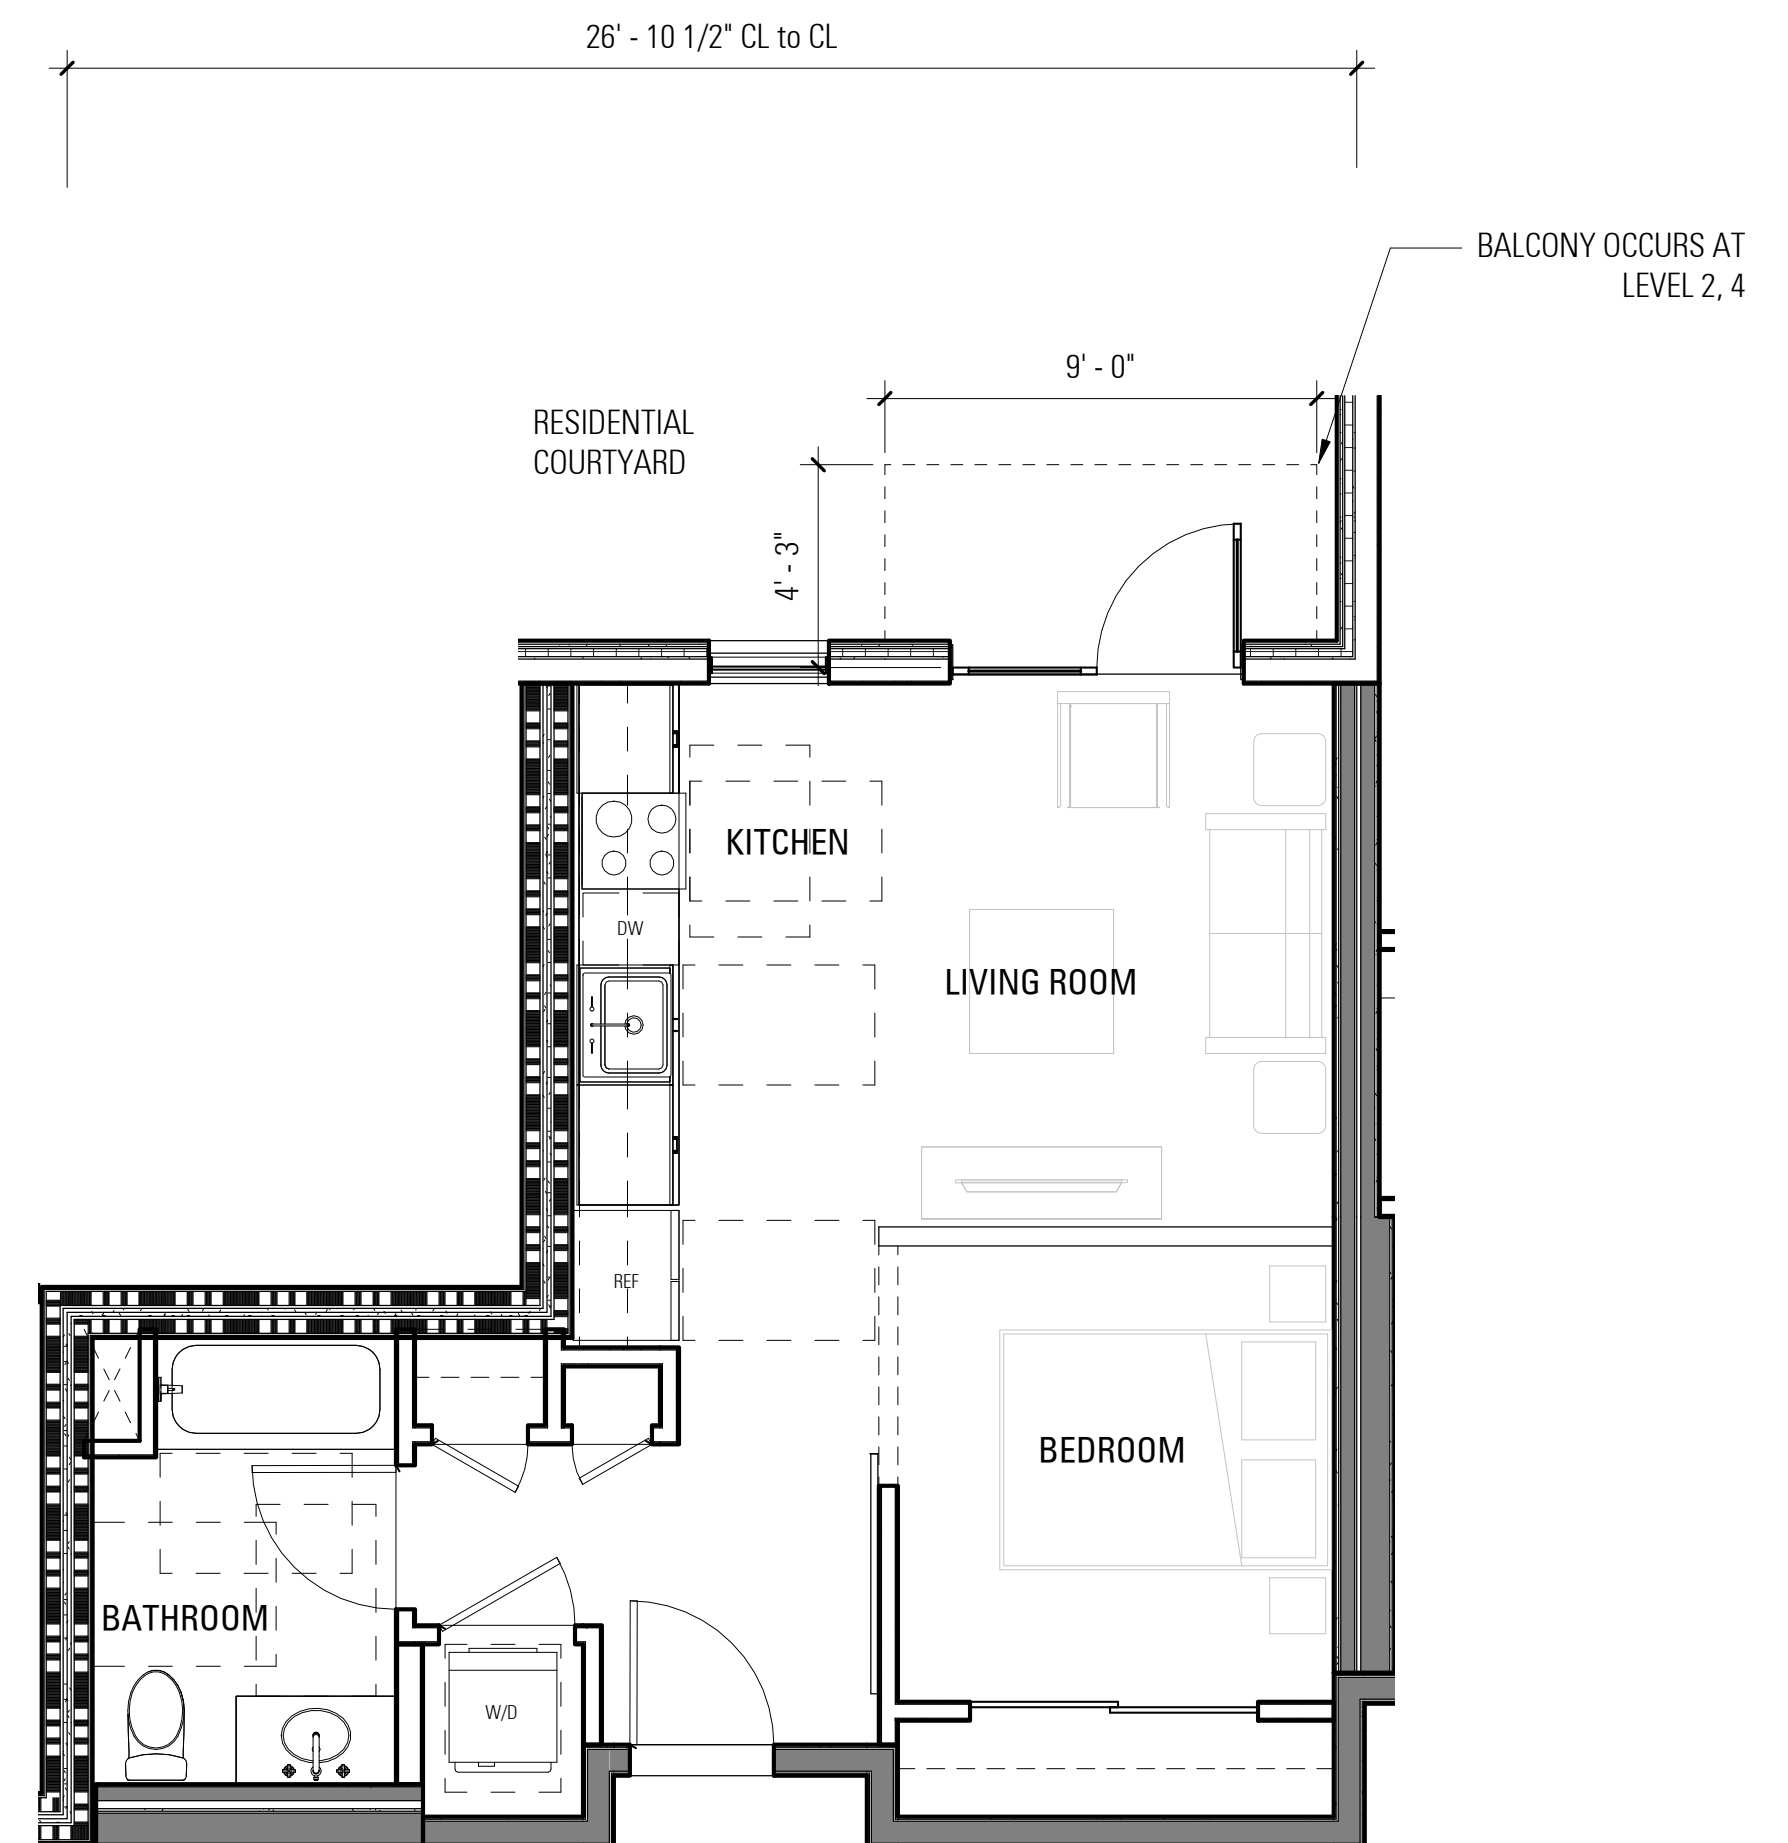 26' - 10 1/2" CL to CL
BALCONY OCCURS AT
LEVEL 2, 4
9' - 0"
RESIDENTIAL
COURTYARD
4' - 3"
KITCHEN
DW
LIVING ROOM
REF
BEDROOM
BATHROOM
W/D